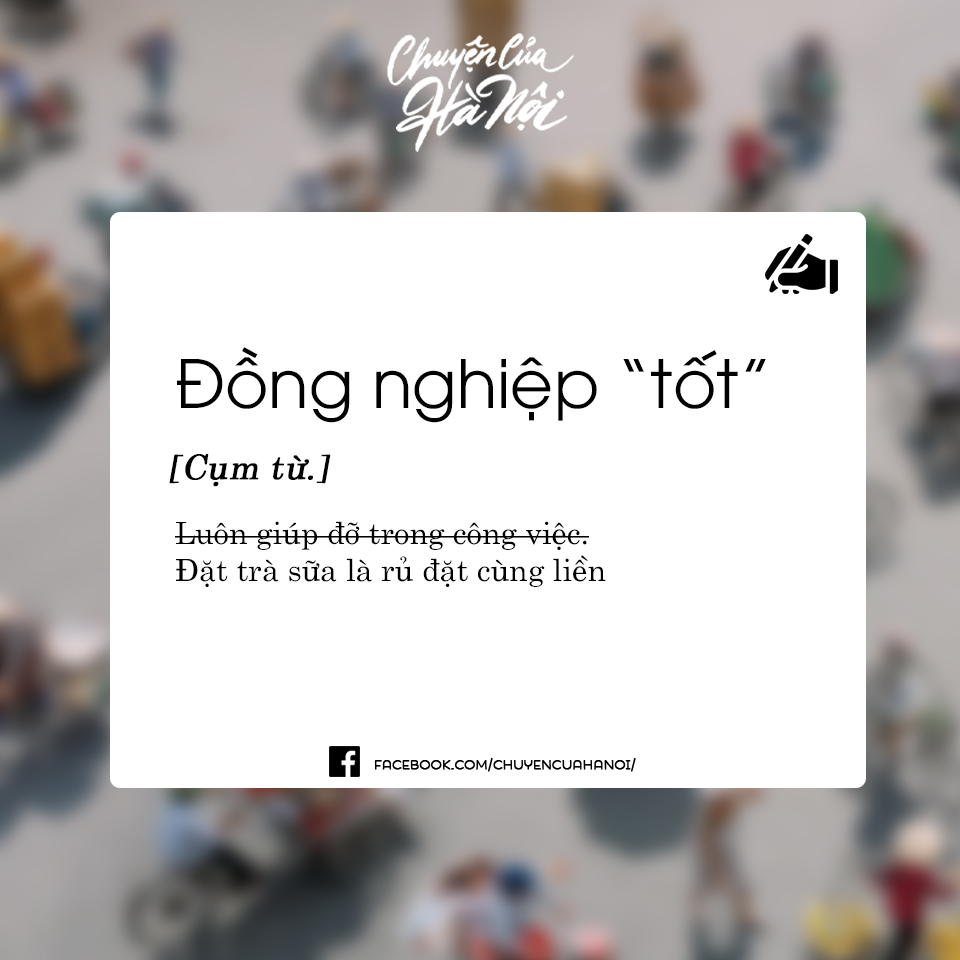 Chuyện Của
Hà Nội
Đồng nghiệp “tốt”
[Cụm từ.]
Luôn giúp đỡ trong công việc.
Đặt trà sữa là rủ đặt cùng liền
FACEBOOK.COM/CHUYENCUAHANOI/